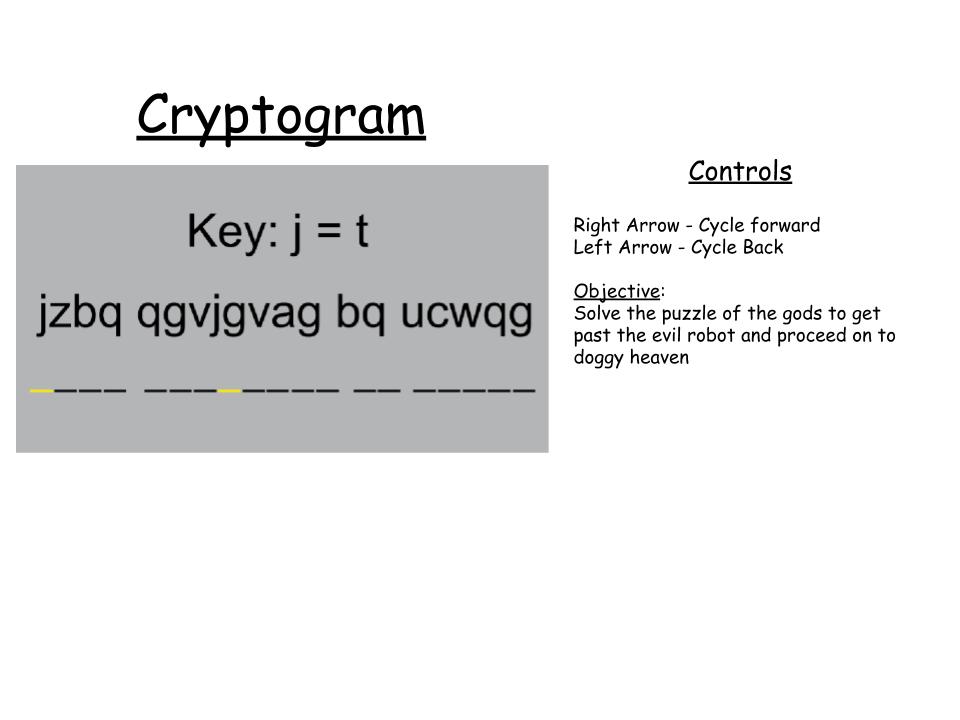 Cryptogram
Key: j = t
jzbq qgvjgvag bq ucwqg
____ ________ __ _____
Controls
Right Arrow - Cycle forward
Left Arrow - Cycle Back
Objective:
Solve the puzzle of the gods to get
past the evil robot and proceed on to
doggy heaven